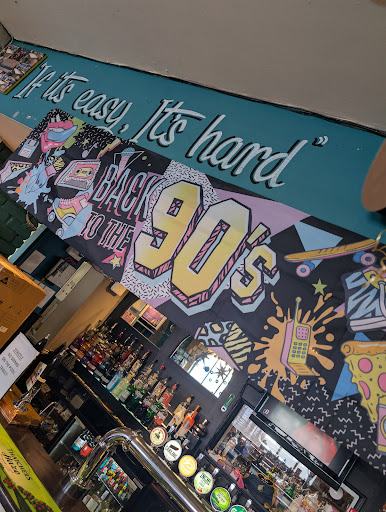 "If it's easy, It's hard"
BACK
TO THE
90's